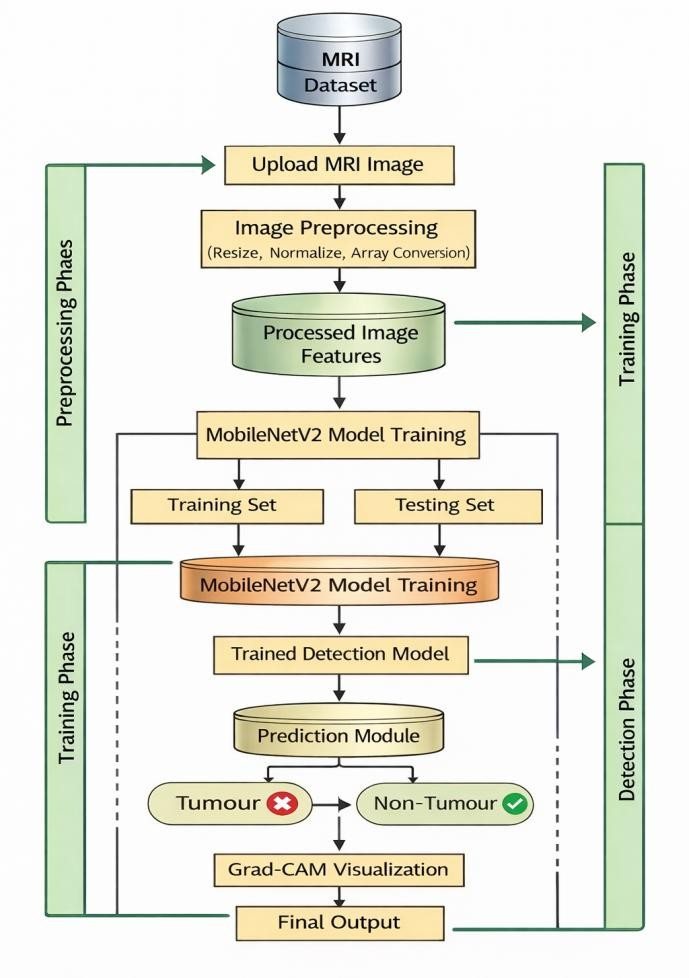 MRI
Dataset
Upload MRI Image
Image Preprocessing
(Resize, Normalize, Array Conversion)
Processed Image
Features
Preprocessing Phaes
Training Phase
MobileNetV2 Model Training
Training Set
Testing Set
MobileNetV2 Model Training
Trained Detection Model
Training Phase
Detection Phase
Prediction Module
Tumour
Non-Tumour
Grad-CAM Visualization
Final Output